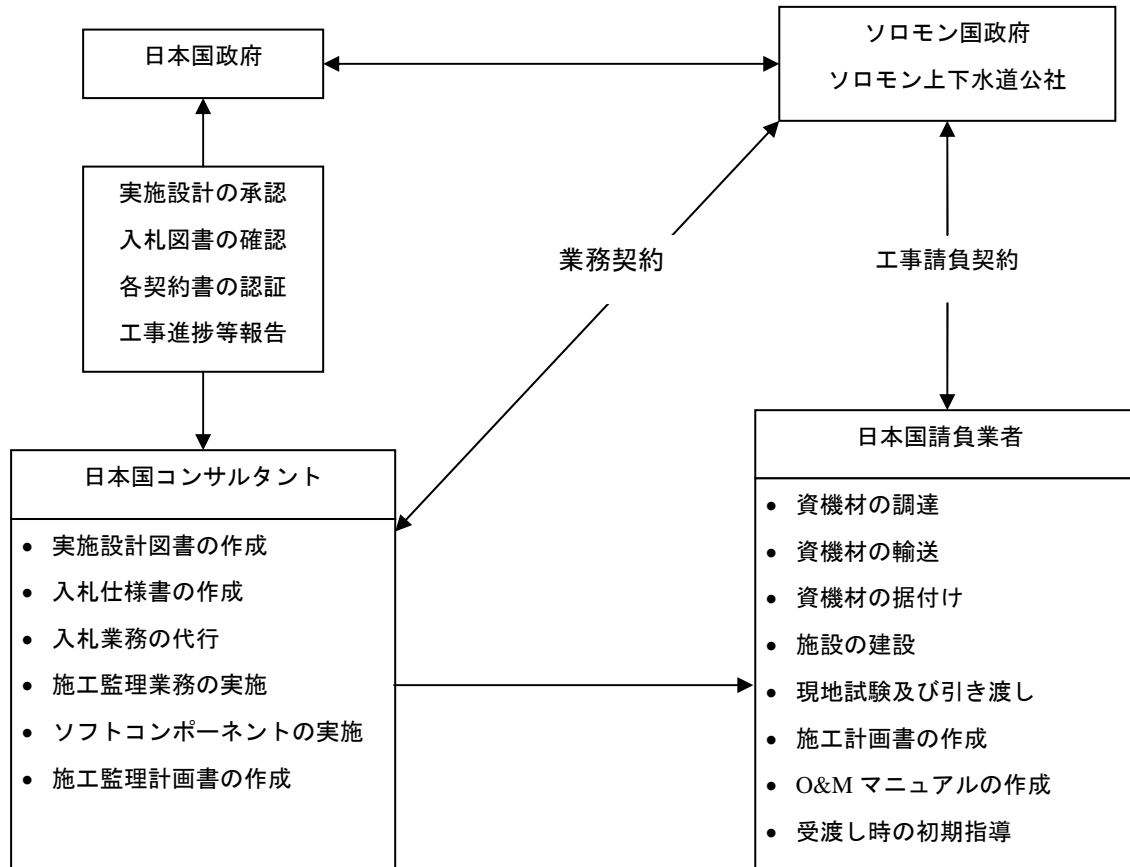 日本国政府
ソロモン国政府
ソロモン上下水道公社
実施設計の承認
入札図書の確認
各契約書の認証
工事進捗等報告
業務契約
工事請負契約
日本国コンサルタント
• 実施設計図書の作成
• 入札仕様書の作成
• 入札業務の代行
• 施工監理業務の実施
• ソフトコンポーネントの実施
• 施工監理計画書の作成
日本国請負業者
• 資機材の調達
• 資機材の輸送
• 資機材の据付け
• 施設の建設
• 現地試験及び引き渡し
• 施工計画書の作成
• O&M マニュアルの作成
• 受渡し時の初期指導